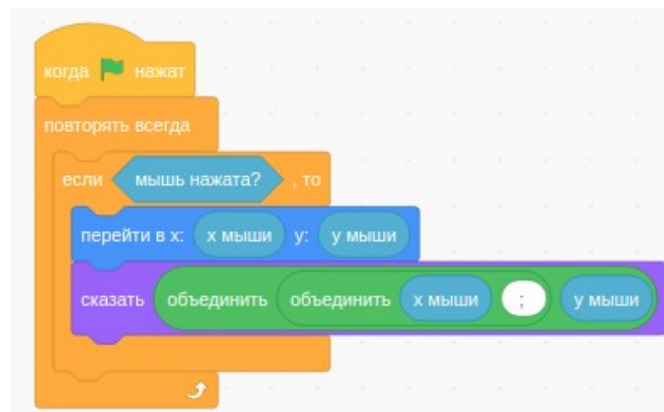 когда нажат
повторять всегда
если мышь нажата? , то
перейти в x: x мыши y: y мыши
сказать объединить объединить x мыши ; y мыши